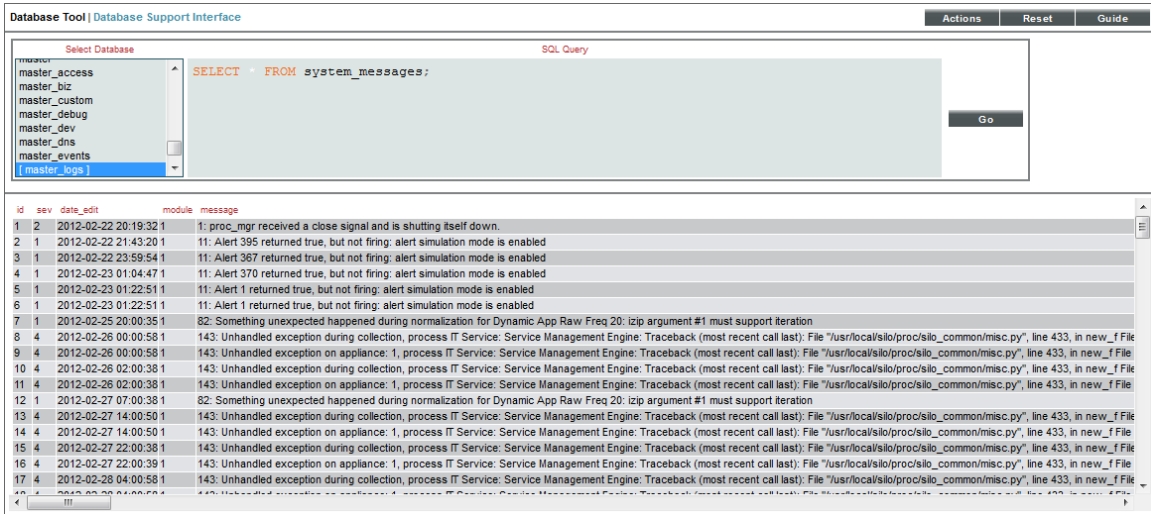 Database Tool | Database Support Interface Actions Reset Guide
Select Database SQL Query
master
master_access
master_biz
master_custom
master_debug
master_dev
master_dns
master_events
[ master_logs ]
SELECT * FROM system_messages;
Go
id sev date_edit module message
1 2 2012-02-22 20:19:32 1 1: proc_mgr received a close signal and is shutting itself down.
2 1 2012-02-22 21:43:20 1 11: Alert 395 returned true, but not firing: alert simulation mode is enabled
3 1 2012-02-22 23:59:54 1 11: Alert 367 returned true, but not firing: alert simulation mode is enabled
4 1 2012-02-23 01:04:47 1 11: Alert 370 returned true, but not firing: alert simulation mode is enabled
5 1 2012-02-23 01:22:51 1 11: Alert 1 returned true, but not firing: alert simulation mode is enabled
6 1 2012-02-23 01:22:51 1 11: Alert 1 returned true, but not firing: alert simulation mode is enabled
7 1 2012-02-25 20:00:35 1 82: Something unexpected happened during normalization for Dynamic App Raw Freq 20: izip argument #1 must support iteration
8 4 2012-02-26 00:00:58 1 143: Unhandled exception during collection, process IT Service: Service Management Engine: Traceback (most recent call last): File "/usr/local/silo/proc/silo_common/misc.py", line 433, in new_f File
9 4 2012-02-26 00:00:58 1 143: Unhandled exception on appliance: 1, process IT Service: Service Management Engine: Traceback (most recent call last): File "/usr/local/silo/proc/silo_common/misc.py", line 433, in new_f File
10 4 2012-02-26 02:00:38 1 143: Unhandled exception during collection, process IT Service: Service Management Engine: Traceback (most recent call last): File "/usr/local/silo/proc/silo_common/misc.py", line 433, in new_f File
11 4 2012-02-26 02:00:38 1 143: Unhandled exception on appliance: 1, process IT Service: Service Management Engine: Traceback (most recent call last): File "/usr/local/silo/proc/silo_common/misc.py", line 433, in new_f File
12 1 2012-02-27 07:00:38 1 82: Something unexpected happened during normalization for Dynamic App Raw Freq 20: izip argument #1 must support iteration
13 4 2012-02-27 14:00:50 1 143: Unhandled exception during collection, process IT Service: Service Management Engine: Traceback (most recent call last): File "/usr/local/silo/proc/silo_common/misc.py", line 433, in new_f File
14 4 2012-02-27 14:00:50 1 143: Unhandled exception on appliance: 1, process IT Service: Service Management Engine: Traceback (most recent call last): File "/usr/local/silo/proc/silo_common/misc.py", line 433, in new_f File
15 4 2012-02-27 22:00:38 1 143: Unhandled exception during collection, process IT Service: Service Management Engine: Traceback (most recent call last): File "/usr/local/silo/proc/silo_common/misc.py", line 433, in new_f File
16 4 2012-02-27 22:00:39 1 143: Unhandled exception on appliance: 1, process IT Service: Service Management Engine: Traceback (most recent call last): File "/usr/local/silo/proc/silo_common/misc.py", line 433, in new_f File
17 4 2012-02-28 04:00:58 1 143: Unhandled exception during collection, process IT Service: Service Management Engine: Traceback (most recent call last): File "/usr/local/silo/proc/silo_common/misc.py", line 433, in new_f File